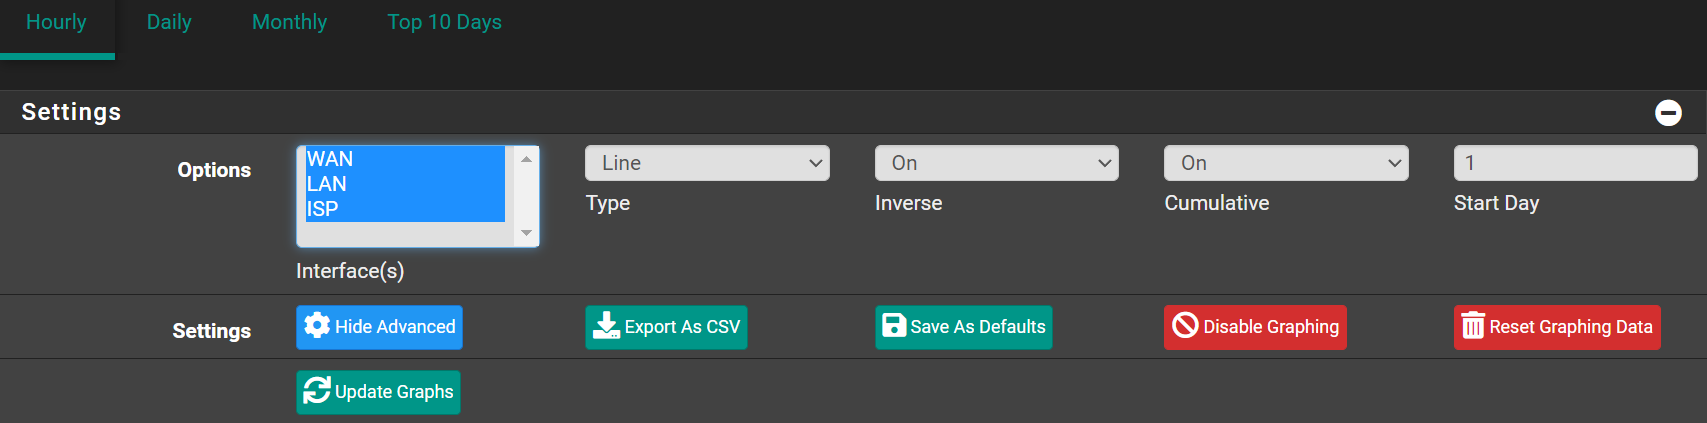 Hourly Daily Monthly Top 10 Days
Settings
Options
WAN
LAN
ISP
Interface(s)
Line
Type
On
Inverse
On
Cumulative
1
Start Day
Settings
Hide Advanced
Export As CSV
Save As Defaults
Disable Graphing
Reset Graphing Data
Update Graphs